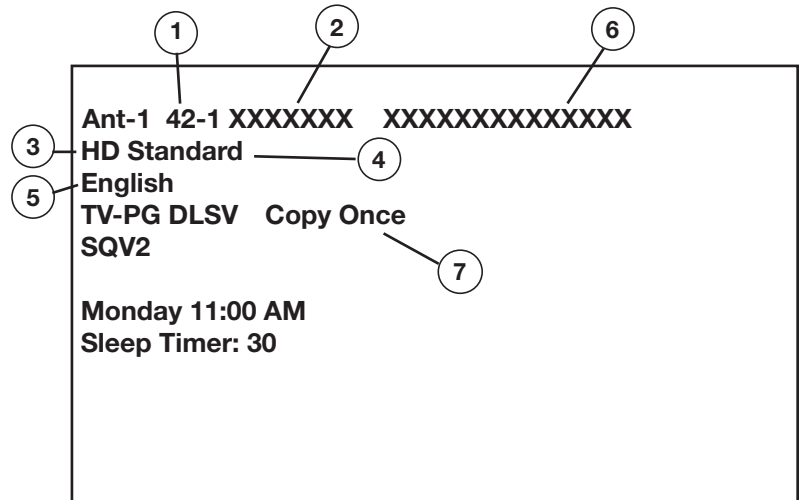 1
2
6
Ant-1 42-1 XXXXXXX XXXXXXXXXXXXXX
3 HD Standard 4
5 English
TV-PG DLSV Copy Once
SQV2
7
Monday 11:00 AM
Sleep Timer: 30